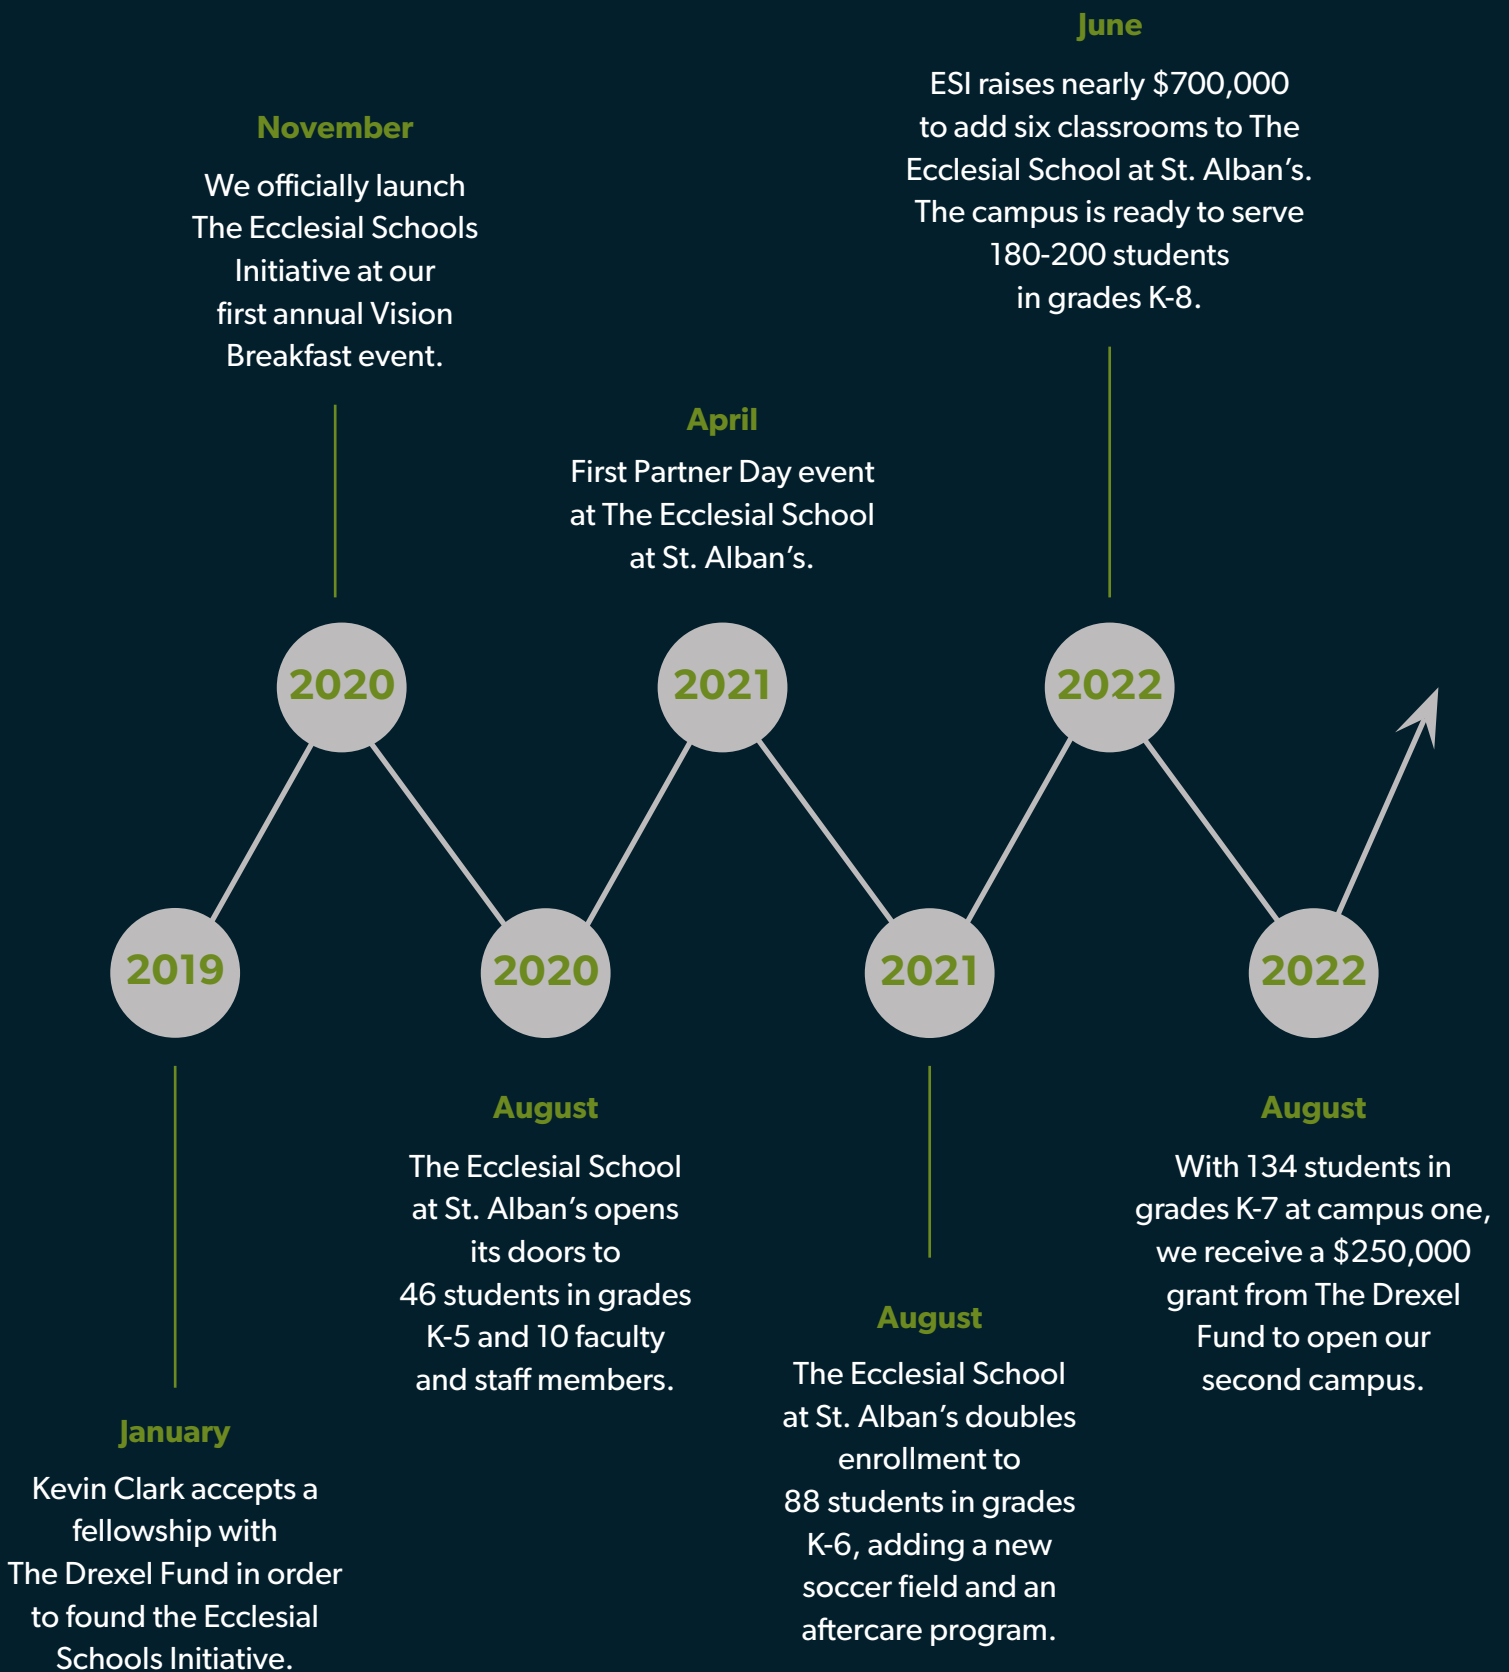 January
2019
Kevin Clark accepts a
fellowship with
The Drexel Fund in order
to found the Ecclesial
Schools Initiative.
November
2020
We officially launch
The Ecclesial Schools
Initiative at our
first annual Vision
Breakfast event.
2020
August
The Ecclesial School
at St. Alban’s opens
its doors to
46 students in grades
K-5 and 10 faculty
and staff members.
April
First Partner Day event
at The Ecclesial School
at St. Alban’s.
2021
2021
August
The Ecclesial School
at St. Alban’s doubles
enrollment to
88 students in grades
K-6, adding a new
soccer field and an
aftercare program.
June
ESI raises nearly $700,000
to add six classrooms to The
Ecclesial School at St. Alban’s.
The campus is ready to serve
180-200 students
in grades K-8.
2022
2022
August
With 134 students in
grades K-7 at campus one,
we receive a $250,000
grant from The Drexel
Fund to open our
second campus.